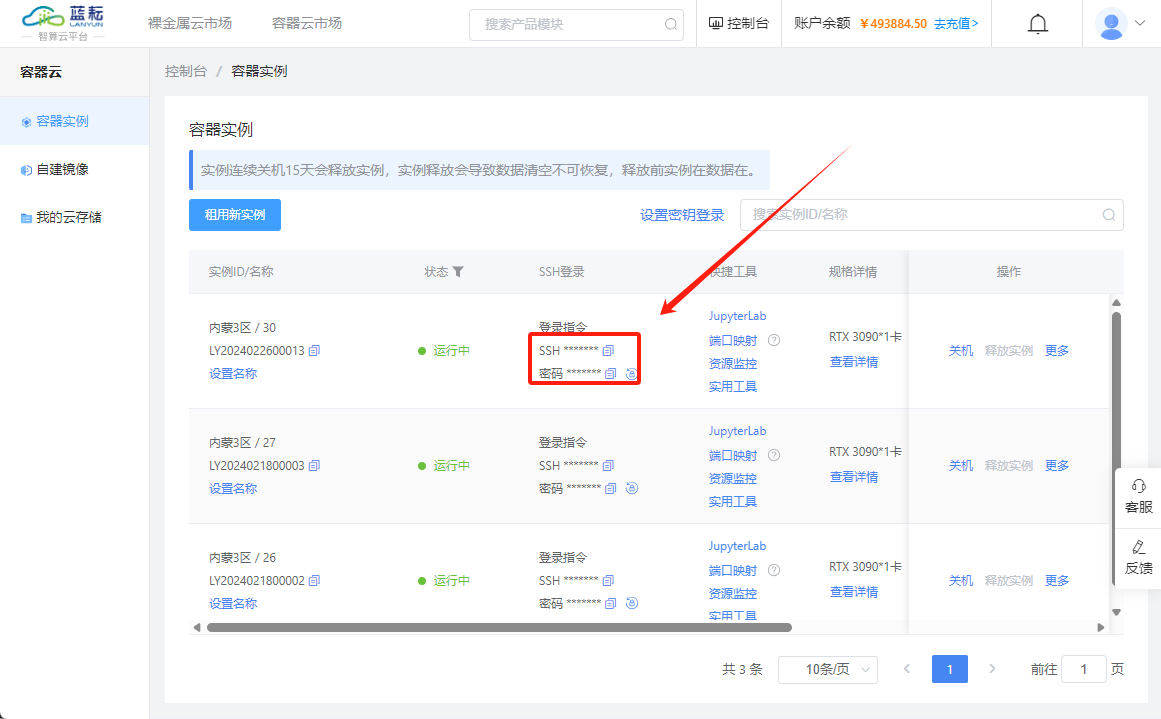 蓝耘
LANYUN
智算云平台
裸金属云市场
容器云市场
搜索产品模块
控制台
账户余额 ¥493884.50 去充值>
容器云
容器实例
自建镜像
我的云存储
控制台 / 容器实例
容器实例
实例连续关机15天会释放实例，实例释放会导致数据清空不可恢复，释放前实例在数据在。
租用新实例
设置密钥登录
搜索实例ID/名称
实例ID/名称 状态 SSH登录 快捷工具 规格详情 操作
内蒙3区 / 30
LY2024022600013
设置名称
运行中
登录指令
SSH *******
密码 *******
JupyterLab
端口映射
资源监控
实用工具
RTX 3090*1卡
查看详情
关机 释放实例 更多
内蒙3区 / 27
LY2024021800003
设置名称
运行中
登录指令
SSH *******
密码 *******
JupyterLab
端口映射
资源监控
实用工具
RTX 3090*1卡
查看详情
关机 释放实例 更多
内蒙3区 / 26
LY2024021800002
设置名称
运行中
登录指令
SSH *******
密码 *******
JupyterLab
端口映射
资源监控
实用工具
RTX 3090*1卡
查看详情
关机 释放实例 更多
客服
反馈
共 3 条 10条/页 1 前往 1 页